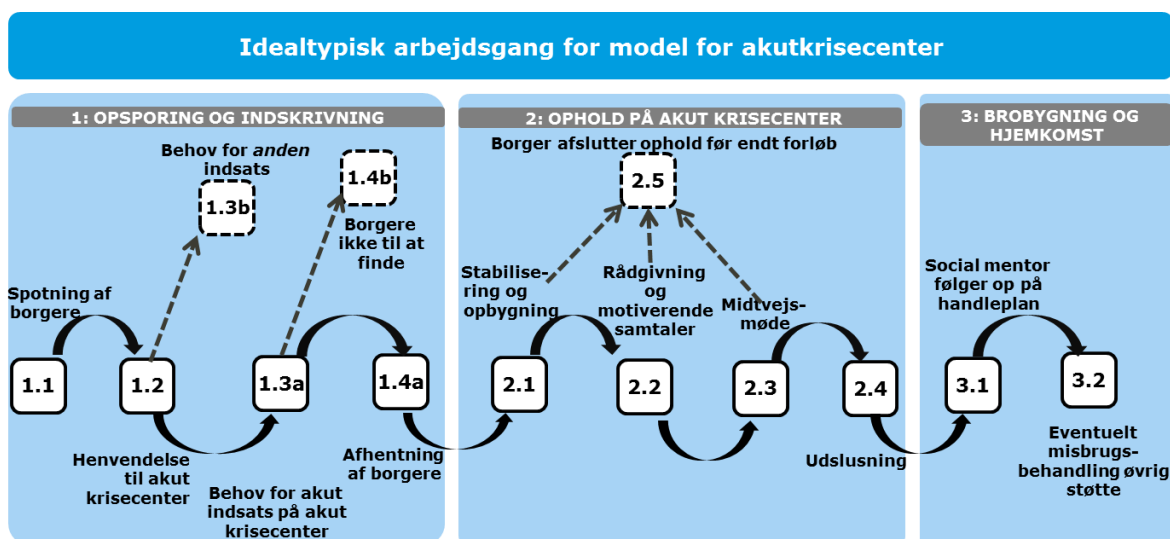 Idealtypisk arbejdsgang for model for akutkrisecenter
1: OPSPORING OG INDSKRIVNING
Behov for anden
indsats
1.3b
1.4b
Borgere
ikke til at
finde
Spotning af
borgere
1.1
1.2
1.3a
1.4a
Henvendelse
til akut
krisecenter
Behov for akut
indsats på akut
krisecenter
Afhentning
af borgere
2: OPHOLD PÅ AKUT KRISECENTER
Borger afslutter ophold før endt forløb
2.5
Stabilise-
ring og
opbygning
Rådgivning
og
motiverende
samtaler
Midtvejs-
møde
2.1
2.2
2.3
2.4
Udslusning
3: BROBYGNING OG
HJEMKOMST
Social mentor
følger op på
handleplan
3.1
3.2
Eventuelt
misbrugs-
behandling øvrig
støtte